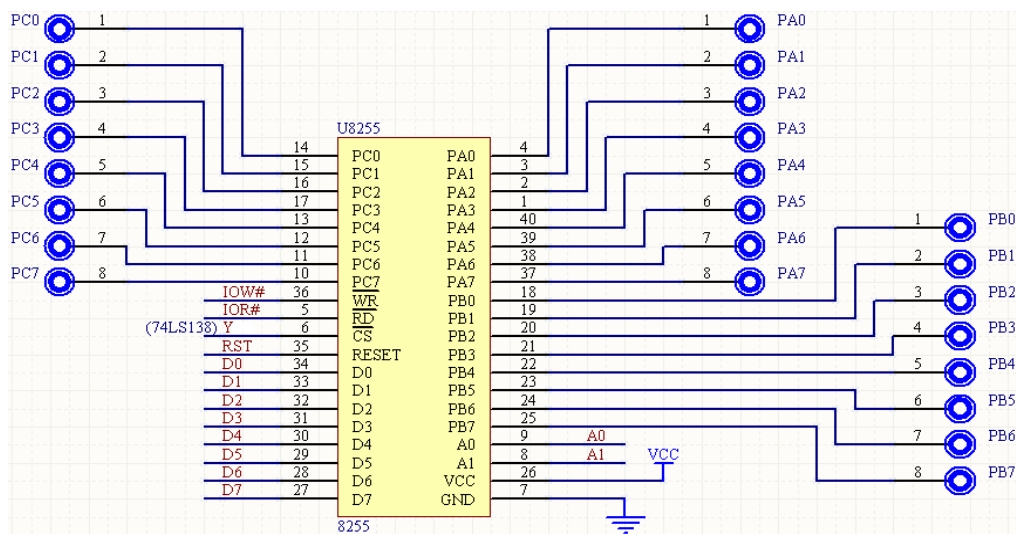 PC0 1 1 PA0
PC1 2 2 PA1
PC2 3 3 PA2
U8255
PC3 4 4 PA3
14 PC0 PA0 4
PC4 5 15 PC1 PA1 3 5 PA4
16 PC2 PA2 2
PC5 6 17 PC3 PA3 1 6 PA5
13 PC4 PA4 40 1 PB0
PC6 7 12 PC5 PA5 39 7 PA6
11 PC6 PA6 38 2 PB1
PC7 8 10 PC7 PA7 37 8 PA7
IOW# 36 WR PB0 18 3 PB2
IOR# 5 RD PB1 19
(74LS138) Y 6 CS PB2 20 4 PB3
RST 35 RESET PB3 21
D0 34 D0 PB4 22 5 PB4
D1 33 D1 PB5 23
D2 32 D2 PB6 24 6 PB5
D3 31 D3 PB7 25
D4 30 D4 A0 9 A0 7 PB6
D5 29 D5 A1 8 A1 VCC
D6 28 D6 VCC 26 8 PB7
D7 27 D7 GND 7
8255